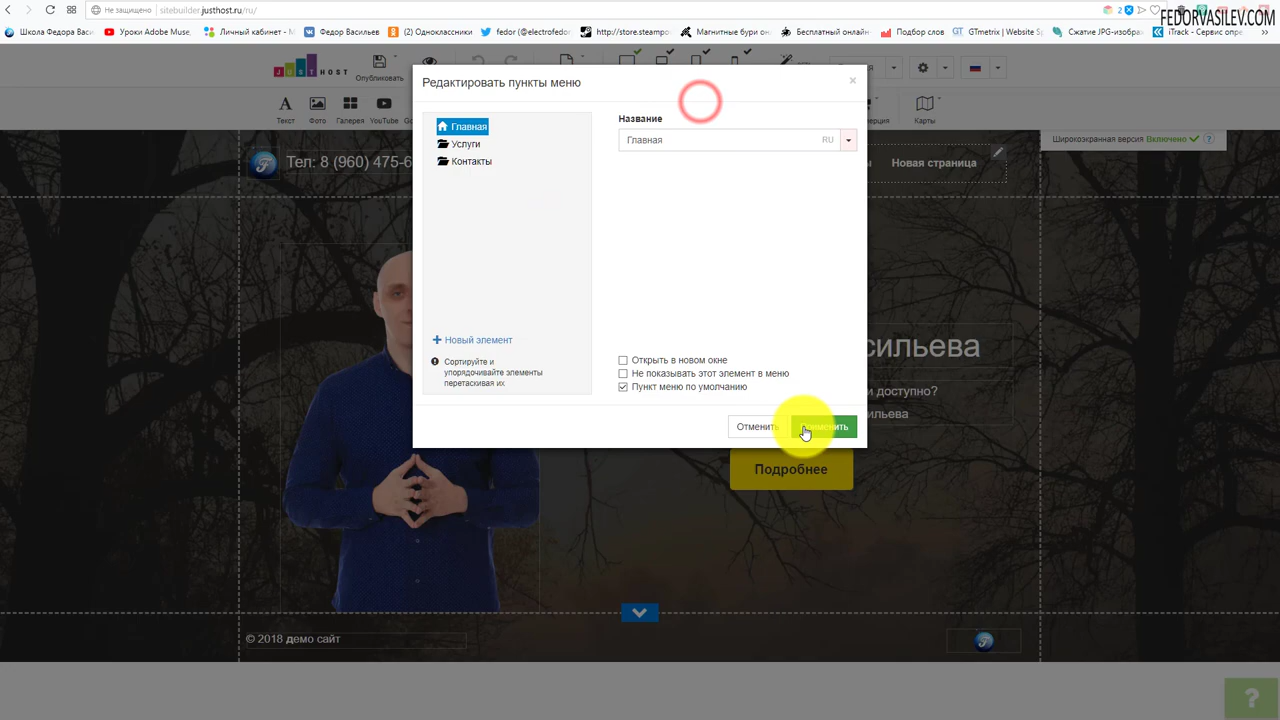 sitebuilder.justhost.ru/ru/
Не защищено
2
FEDORVASILEV.COM
Школа Федора Васи
Уроки Adobe Muse,
Личный кабинет -
Федор Васильев
(2) Одноклассники
fedor (@electrofedor
http://store.steampo
Магнитные бури он
Бесплатный онлайн
Подбор слов
GTmetrix | Website S
Сжатие JPG-изобра
iTrack - Сервис опре
JUSTHOST
Опубликовать
Редактировать пункты меню
×
Текст
Фото
Галерея
YouTube
Карты
Главная
Услуги
Контакты
Название
Главная
RU
Широкоэкранная версия Включено
?
Тел: 8 (960) 475-6
Новая страница
+ Новый элемент
Сортируйте и
упорядочивайте элементы
перетаскивая их
Открыть в новом окне
Не показывать этот элемент в меню
Пункт меню по умолчанию
Отменить
Применить
сильева
и доступно?
ильева
Подробнее
© 2018 демо сайт
?